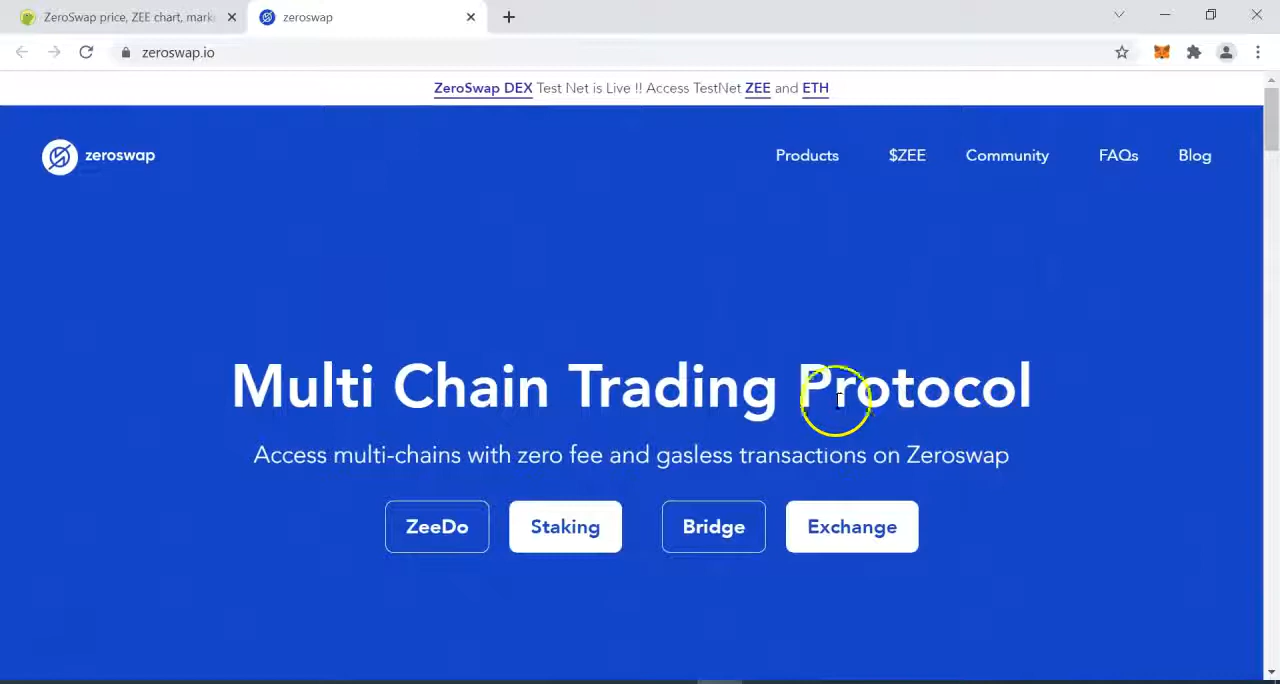 ZeroSwap price, ZEE chart, mark
zeroswap
zeroswap.io
ZeroSwap DEX Test Net is Live !! Access TestNet ZEE and ETH
zeroswap
Products $ZEE Community FAQs Blog
Multi Chain Trading Protocol
Access multi-chains with zero fee and gasless transactions on Zeroswap
ZeeDo Staking Bridge Exchange